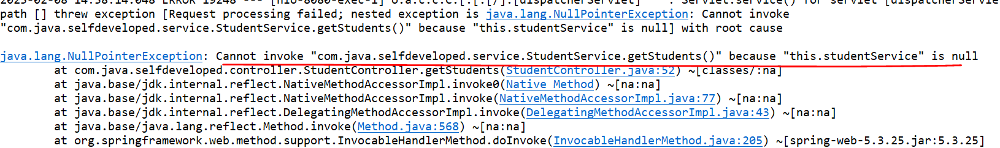 2025-02-08 14:58:14.048 ERROR 19248 --- [nio-8080-exec-1] o.a.c.c.C.[.[.[/].[dispatcherServlet]    : Servlet.service() for servlet [dispatcherServle
path [] threw exception [Request processing failed; nested exception is java.lang.NullPointerException: Cannot invoke
"com.java.selfdeveloped.service.StudentService.getStudents()" because "this.studentService" is null] with root cause
java.lang.NullPointerException: Cannot invoke "com.java.selfdeveloped.service.StudentService.getStudents()" because "this.studentService" is null
at com.java.selfdeveloped.controller.StudentController.getStudents(StudentController.java:52) ~[classes/:na]
at java.base/jdk.internal.reflect.NativeMethodAccessorImpl.invoke0(Native Method) ~[na:na]
at java.base/jdk.internal.reflect.NativeMethodAccessorImpl.invoke(NativeMethodAccessorImpl.java:77) ~[na:na]
at java.base/jdk.internal.reflect.DelegatingMethodAccessorImpl.invoke(DelegatingMethodAccessorImpl.java:43) ~[na:na]
at java.base/java.lang.reflect.Method.invoke(Method.java:568) ~[na:na]
at org.springframework.web.method.support.InvocableHandlerMethod.doInvoke(InvocableHandlerMethod.java:205) ~[spring-web-5.3.25.jar:5.3.25]